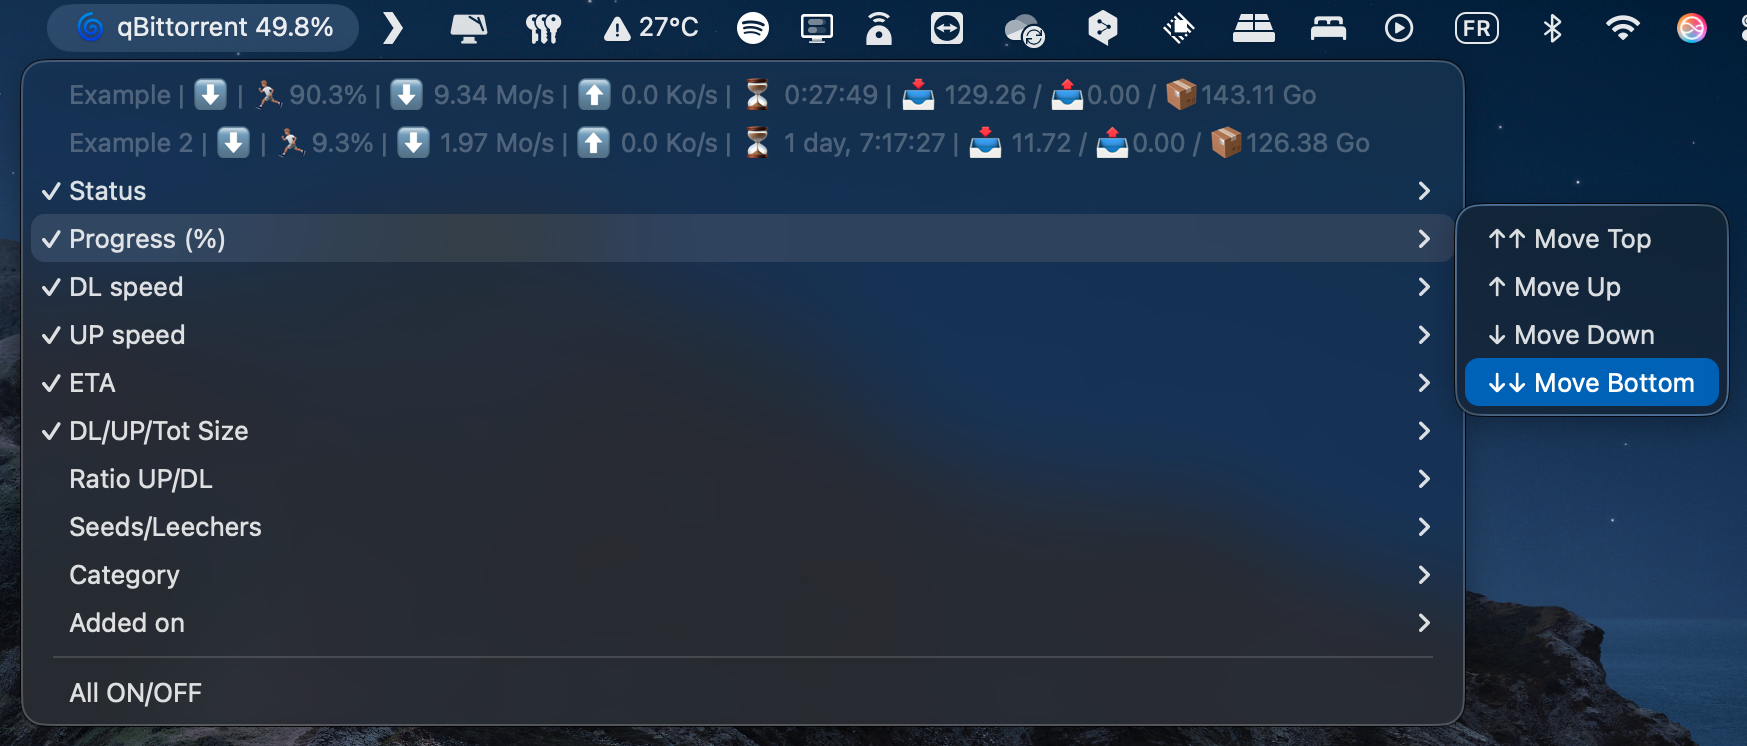 qBittorrent 49.8% 27°C FR
Example | ⬇️ | 🏃🏽 90.3% | ⬇️ 9.34 Mo/s | ⬆️ 0.0 Ko/s | ⏳ 0:27:49 | 📥 129.26 / 📤0.00 / 📦143.11 Go
Example 2 | ⬇️ | 🏃🏽 9.3% | ⬇️ 1.97 Mo/s | ⬆️ 0.0 Ko/s | ⏳ 1 day, 7:17:27 | 📥 11.72 / 📤0.00 / 📦126.38 Go
✓ Status
✓ Progress (%)
↑↑ Move Top
✓ DL speed
↑ Move Up
✓ UP speed
↓ Move Down
✓ ETA
↓↓ Move Bottom
✓ DL/UP/Tot Size
Ratio UP/DL
Seeds/Leechers
Category
Added on
All ON/OFF